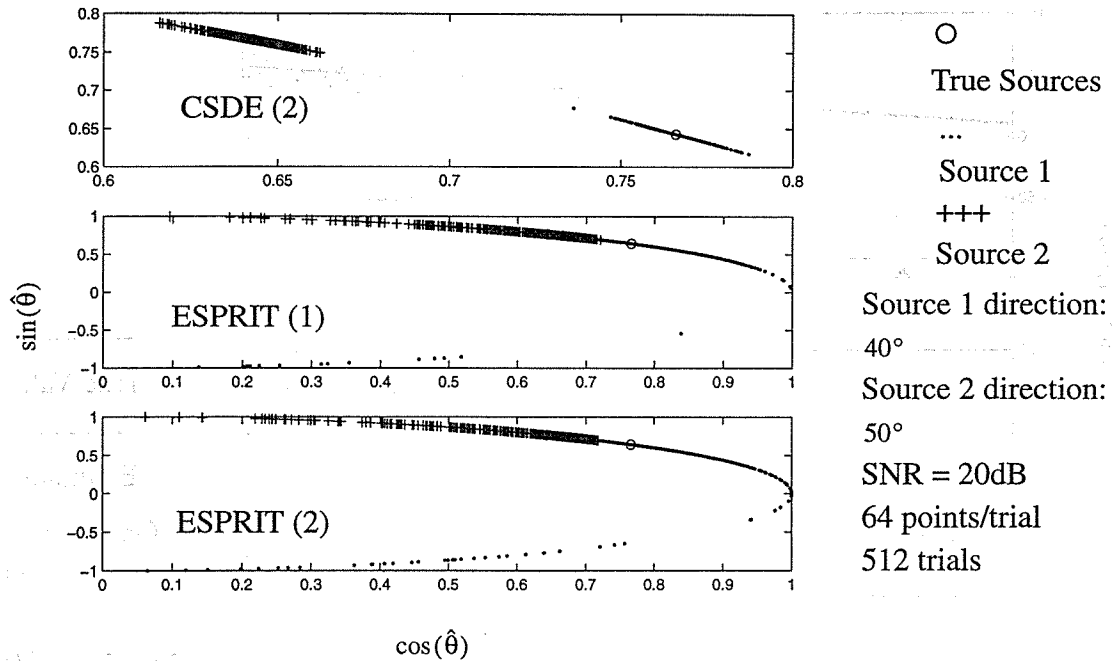 0.8
0.75
0.7
0.65
0.6
CSDE (2)
0.6 0.65 0.7 0.75 0.8
1
0.5
0
−0.5
−1
ESPRIT (1)
0 0.1 0.2 0.3 0.4 0.5 0.6 0.7 0.8 0.9 1
sin(θ̂)
1
0.5
0
−0.5
−1
ESPRIT (2)
0 0.1 0.2 0.3 0.4 0.5 0.6 0.7 0.8 0.9 1
cos(θ̂)
True Sources
...
Source 1
+++
Source 2
Source 1 direction:
40°
Source 2 direction:
50°
SNR = 20dB
64 points/trial
512 trials